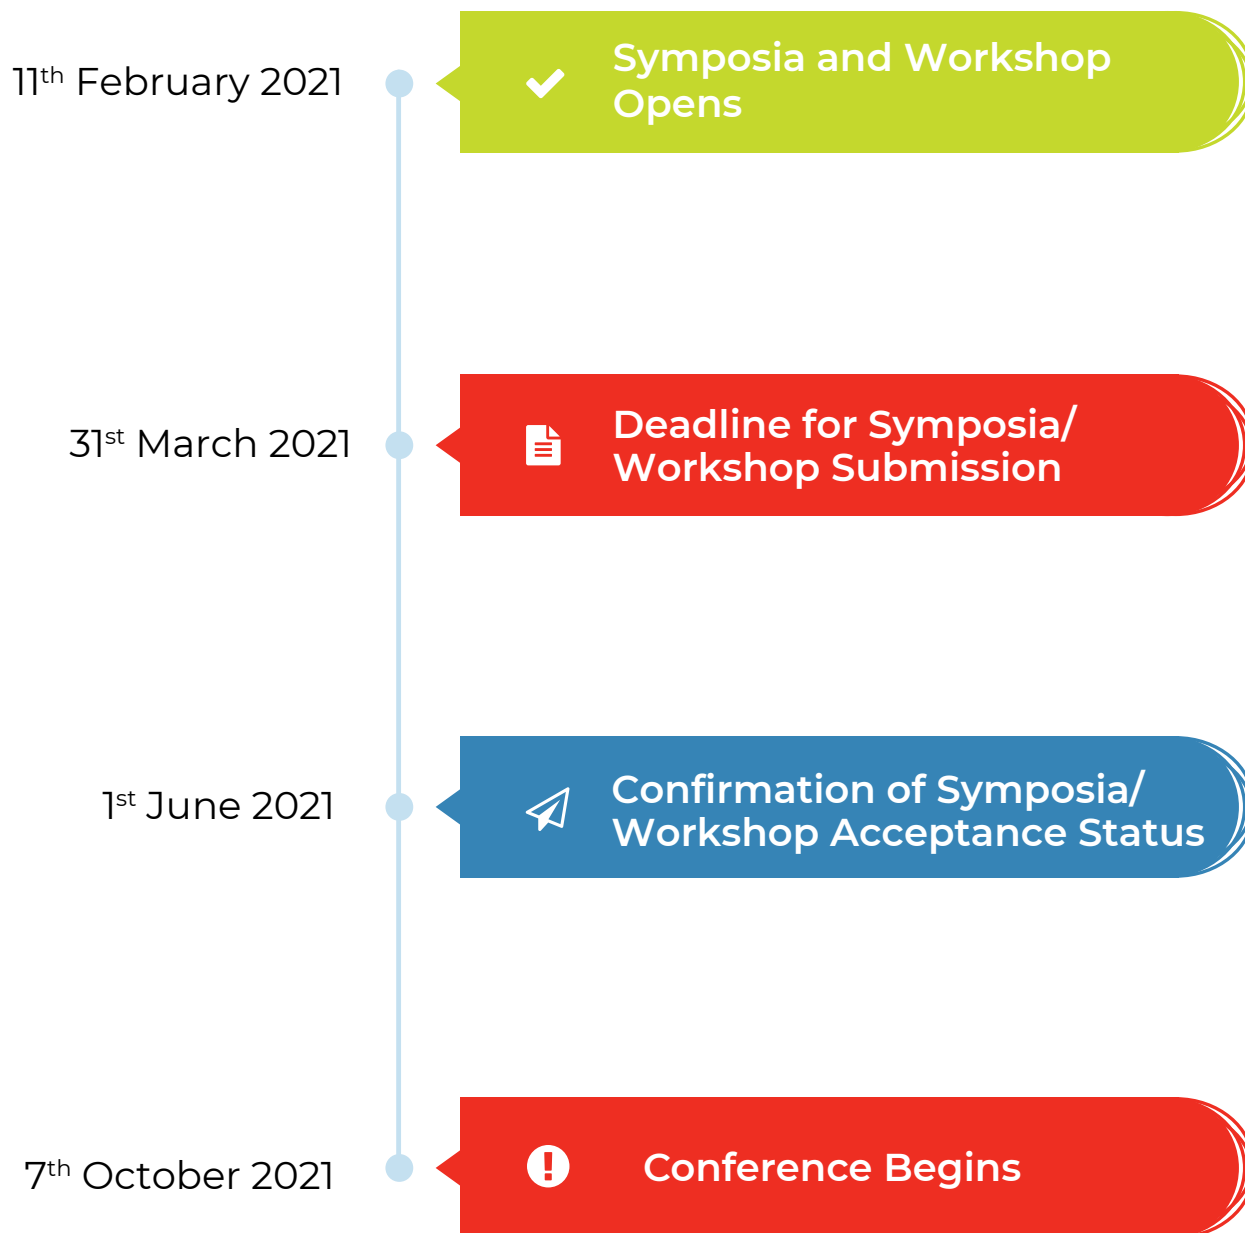 11th February 2021
Symposia and Workshop
Opens
31st March 2021
Deadline for Symposia/
Workshop Submission
1st June 2021
Confirmation of Symposia/
Workshop Acceptance Status
7th October 2021
Conference Begins